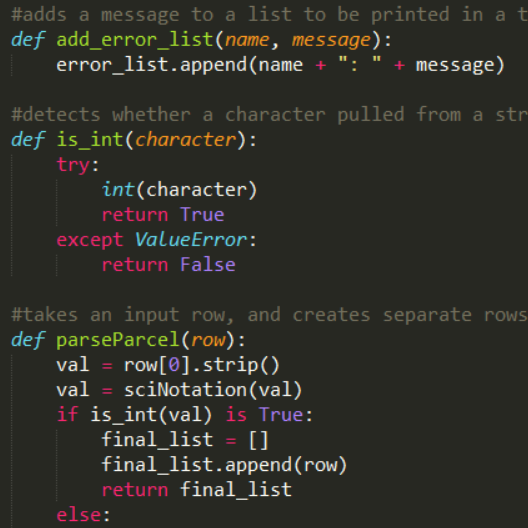 #adds a message to a list to be printed in a t
def add_error_list(name, message):
    error_list.append(name + ": " + message)

#detects whether a character pulled from a str
def is_int(character):
    try:
        int(character)
        return True
    except ValueError:
        return False

#takes an input row, and creates separate rows
def parseParcel(row):
    val = row[0].strip()
    val = sciNotation(val)
    if is_int(val) is True:
        final_list = []
        final_list.append(row)
        return final_list
    else: